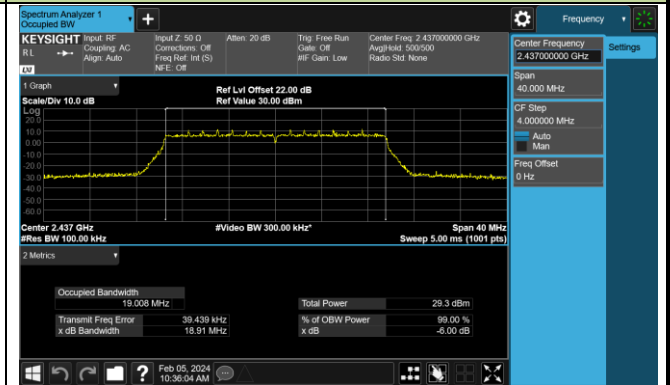 Spectrum Analyzer 1
Occupied BW
Frequency
KEYSIGHT
RL
LXI
Input: RF
Coupling: AC
Align: Auto
Input Z: 50 Ω
Corrections: Off
Freq Ref: Int (S)
NFE: Off
Atten: 20 dB
Trig: Free Run
Gate: Off
#IF Gain: Low
Center Freq: 2.437000000 GHz
Avg|Hold: 500/500
Radio Std: None
Center Frequency
2.437000000 GHz
Settings
Span
40.000 MHz
CF Step
4.000000 MHz
Auto
Man
Freq Offset
0 Hz
1 Graph
Scale/Div 10.0 dB
Ref Lvl Offset 22.00 dB
Ref Value 30.00 dBm
Log
20.0
10.0
0.00
-10.0
-20.0
-30.0
-40.0
-50.0
-60.0
Center 2.437 GHz
#Video BW 300.00 kHz*
Span 40 MHz
#Res BW 100.00 kHz
Sweep 5.00 ms (1001 pts)
2 Metrics
Occupied Bandwidth
19.008 MHz
Total Power 29.3 dBm
Transmit Freq Error 39.439 kHz
% of OBW Power 99.00 %
x dB Bandwidth 18.91 MHz
x dB -6.00 dB
?
Feb 05, 2024
10:36:04 AM